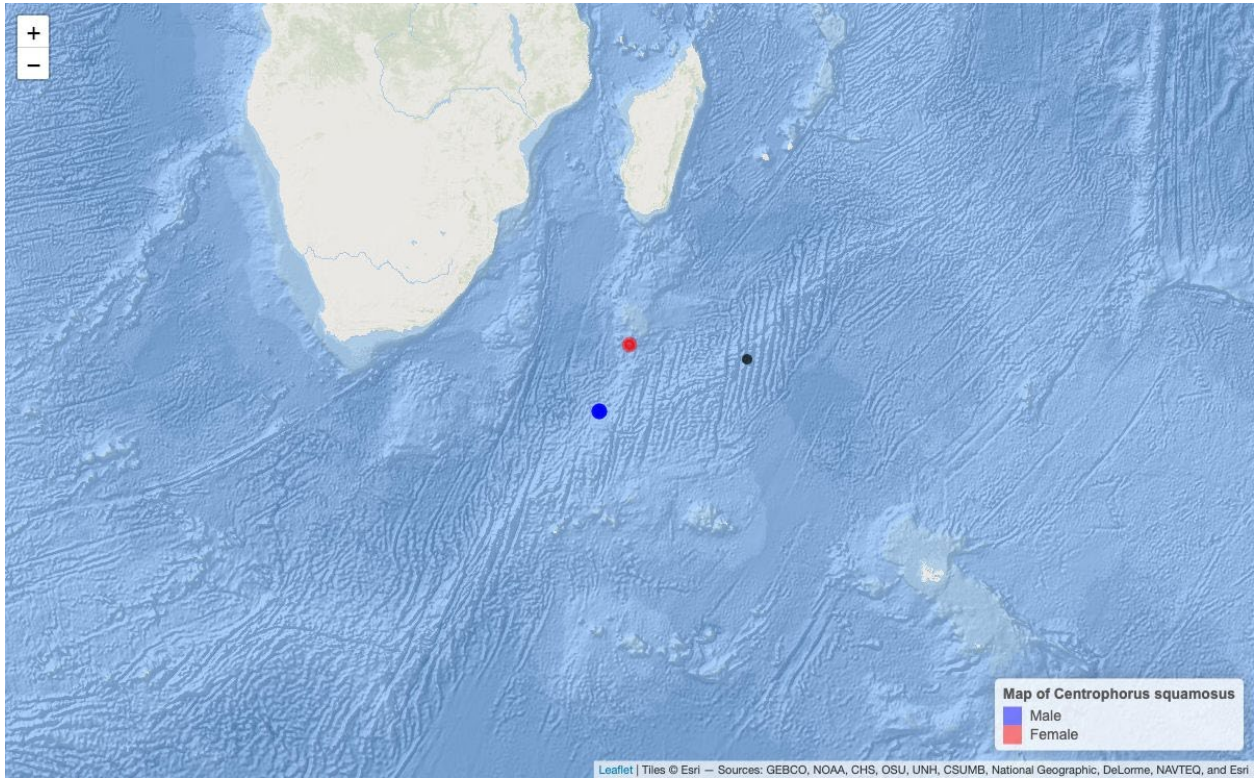 +
−
Map of Centrophorus squamosus
Male
Female
Leaflet | Tiles © Esri — Sources: GEBCO, NOAA, CHS, OSU, UNH, CSUMB, National Geographic, DeLorme, NAVTEQ, and Esri